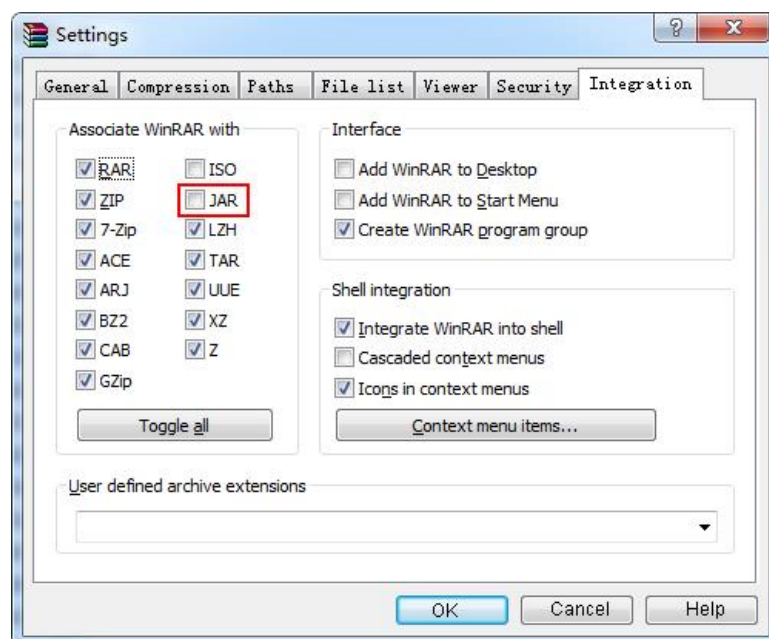 Settings
General Compression Paths File list Viewer Security Integration
Associate WinRAR with
RAR ISO
ZIP JAR
7-Zip LZH
ACE TAR
ARJ UUE
BZ2 XZ
CAB Z
GZip
Toggle all
Interface
Add WinRAR to Desktop
Add WinRAR to Start Menu
Create WinRAR program group
Shell integration
Integrate WinRAR into shell
Cascaded context menus
Icons in context menus
Context menu items...
User defined archive extensions
OK Cancel Help